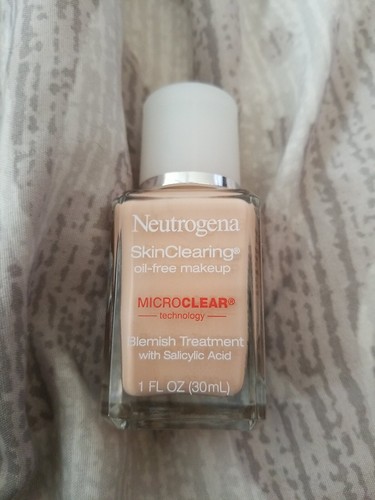 Neutrogena
SkinClearing®
oil-free makeup
MICROCLEAR®
technology
Blemish Treatment
with Salicylic Acid
1 FL OZ (30mL)